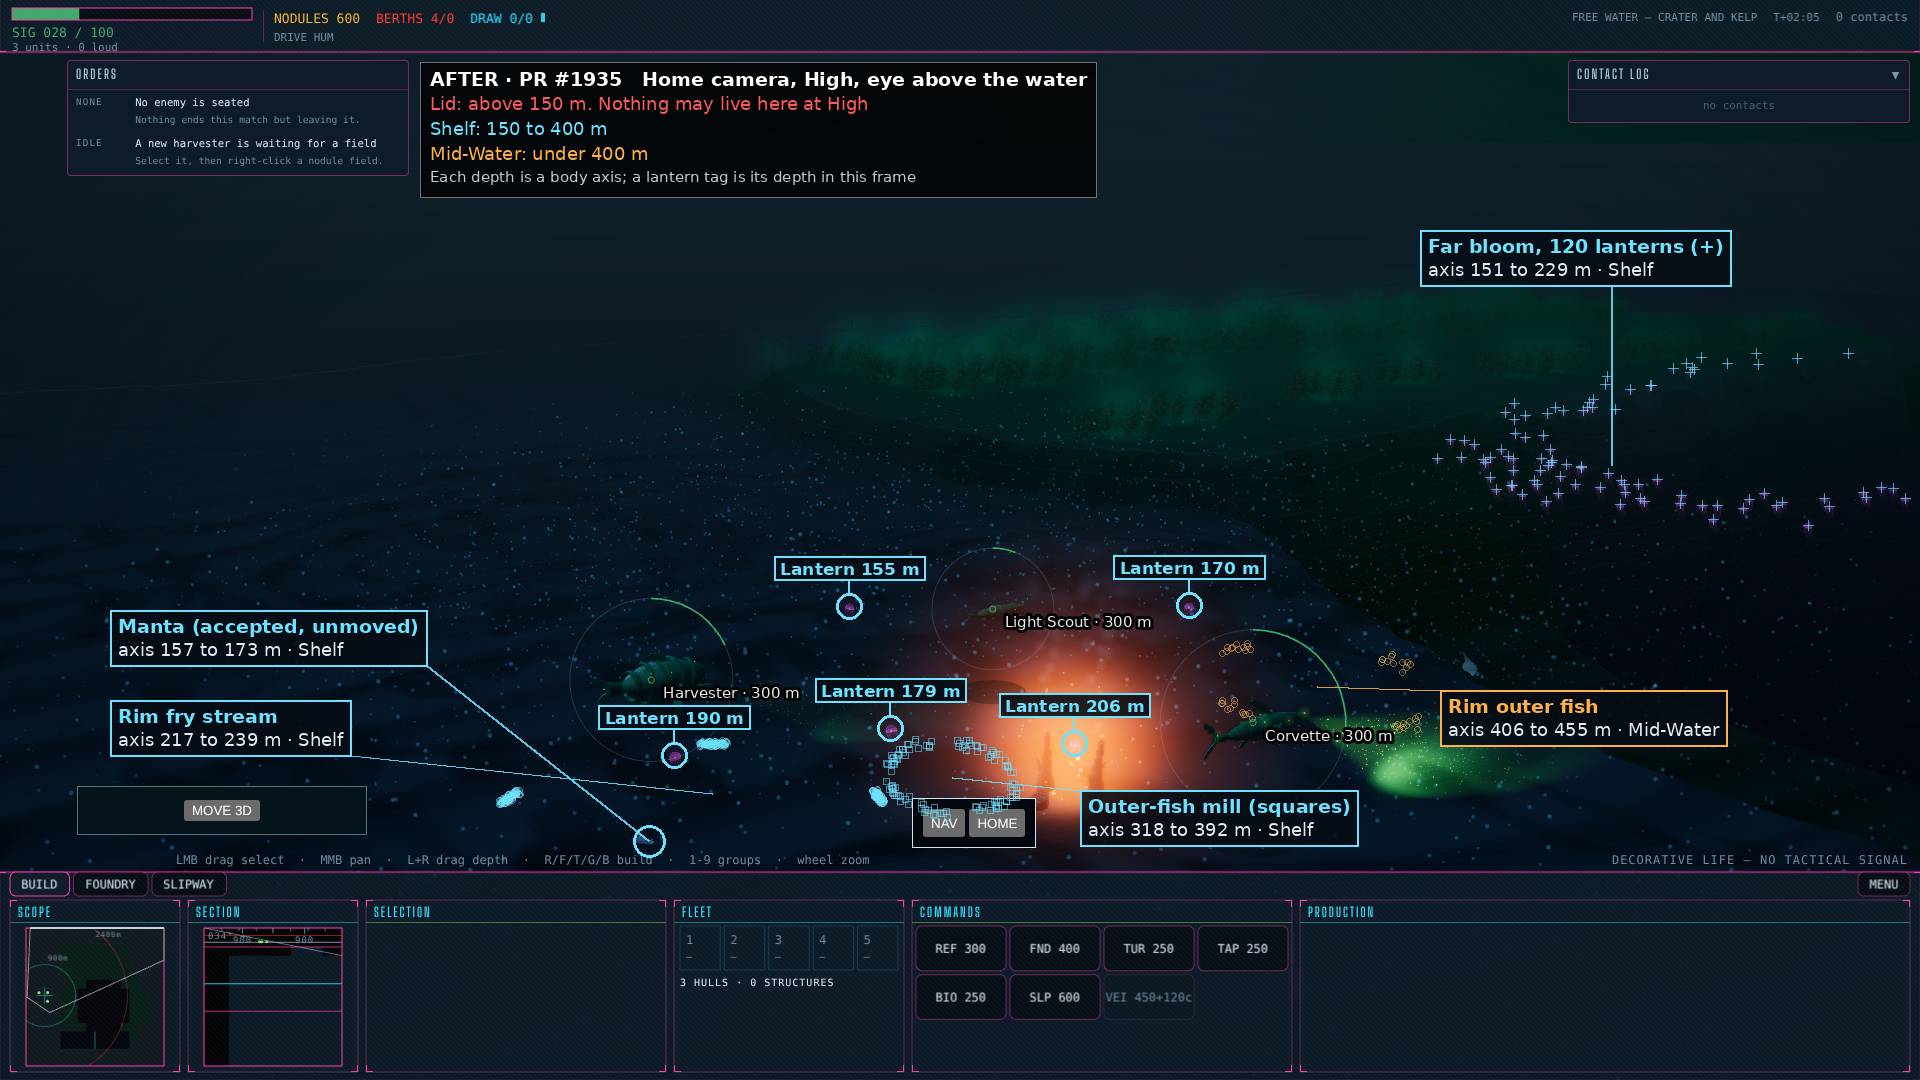 SIG 028 / 100
3 units · 0 loud
NODULES 600 BERTHS 4/0 DRAW 0/0
DRIVE HUM
FREE WATER — CRATER AND KELP T+02:05 0 contacts
ORDERS
NONE No enemy is seated
Nothing ends this match but leaving it.
IDLE A new harvester is waiting for a field
Select it, then right-click a nodule field.
AFTER · PR #1935 Home camera, High, eye above the water
Lid: above 150 m. Nothing may live here at High
Shelf: 150 to 400 m
Mid-Water: under 400 m
Each depth is a body axis; a lantern tag is its depth in this frame
CONTACT LOG ▼
no contacts
Far bloom, 120 lanterns (+)
axis 151 to 229 m · Shelf
Lantern 155 m
Lantern 170 m
Light Scout · 300 m
Manta (accepted, unmoved)
axis 157 to 173 m · Shelf
Harvester · 300 m
Lantern 179 m
Lantern 206 m
Lantern 190 m
Rim fry stream
axis 217 to 239 m · Shelf
Corvette · 300 m
Rim outer fish
axis 406 to 455 m · Mid-Water
Outer-fish mill (squares)
axis 318 to 392 m · Shelf
MOVE 3D
NAV HOME
LMB drag select · MMB pan · L+R drag depth · R/F/T/G/B build · 1-9 groups · wheel zoom
DECORATIVE LIFE — NO TACTICAL SIGNAL
BUILD FOUNDRY SLIPWAY
MENU
SCOPE
2400m
900m
SECTION
034°
900 900
SELECTION
FLEET
1 2 3 4 5
– – – – –
3 HULLS · 0 STRUCTURES
COMMANDS
REF 300 FND 400 TUR 250 TAP 250
BIO 250 SLP 600 VEI 450+120c
PRODUCTION